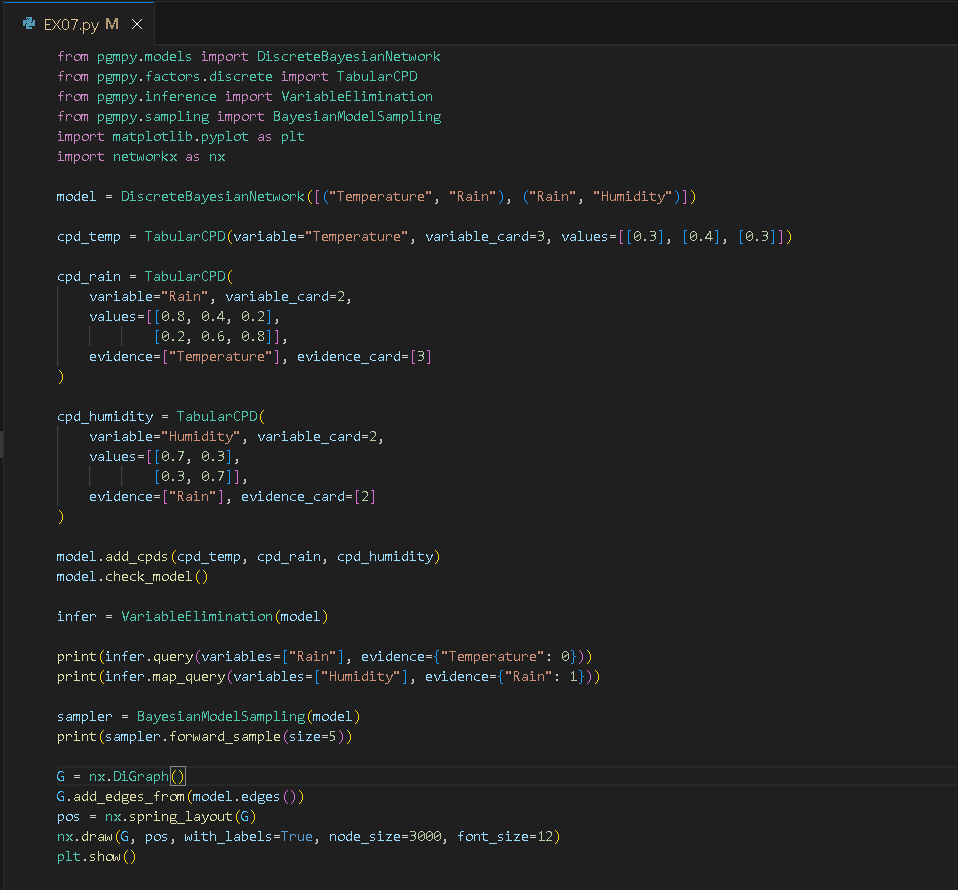 EX07.py M ×
from pgmpy.models import DiscreteBayesianNetwork
from pgmpy.factors.discrete import TabularCPD
from pgmpy.inference import VariableElimination
from pgmpy.sampling import BayesianModelSampling
import matplotlib.pyplot as plt
import networkx as nx

model = DiscreteBayesianNetwork([("Temperature", "Rain"), ("Rain", "Humidity")])

cpd_temp = TabularCPD(variable="Temperature", variable_card=3, values=[[0.3], [0.4], [0.3]])

cpd_rain = TabularCPD(
    variable="Rain", variable_card=2,
    values=[[0.8, 0.4, 0.2],
            [0.2, 0.6, 0.8]],
    evidence=["Temperature"], evidence_card=[3]
)

cpd_humidity = TabularCPD(
    variable="Humidity", variable_card=2,
    values=[[0.7, 0.3],
            [0.3, 0.7]],
    evidence=["Rain"], evidence_card=[2]
)

model.add_cpds(cpd_temp, cpd_rain, cpd_humidity)
model.check_model()

infer = VariableElimination(model)

print(infer.query(variables=["Rain"], evidence={"Temperature": 0}))
print(infer.map_query(variables=["Humidity"], evidence={"Rain": 1}))

sampler = BayesianModelSampling(model)
print(sampler.forward_sample(size=5))

G = nx.DiGraph()
G.add_edges_from(model.edges())
pos = nx.spring_layout(G)
nx.draw(G, pos, with_labels=True, node_size=3000, font_size=12)
plt.show()